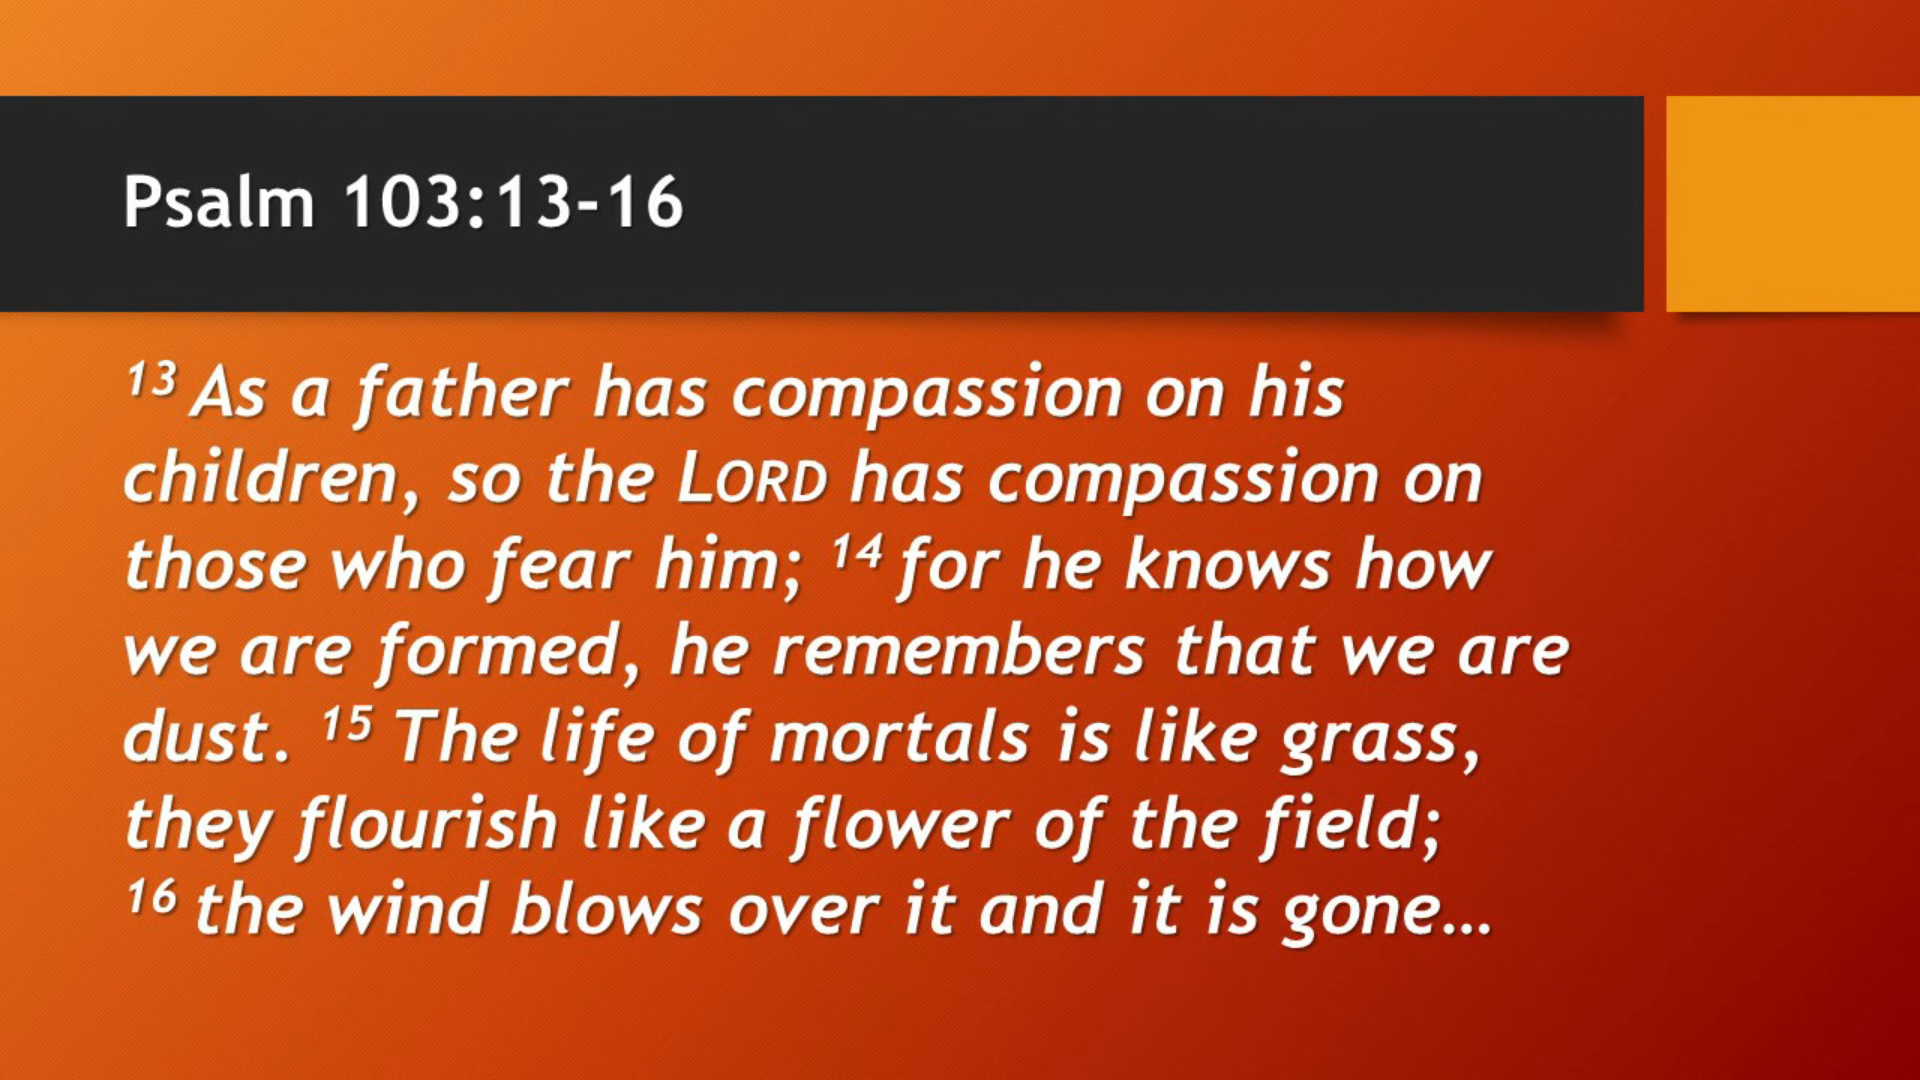 Psalm 103:13-16
13 As a father has compassion on his
children, so the LORD has compassion on
those who fear him; 14 for he knows how
we are formed, he remembers that we are
dust. 15 The life of mortals is like grass,
they flourish like a flower of the field;
16 the wind blows over it and it is gone…